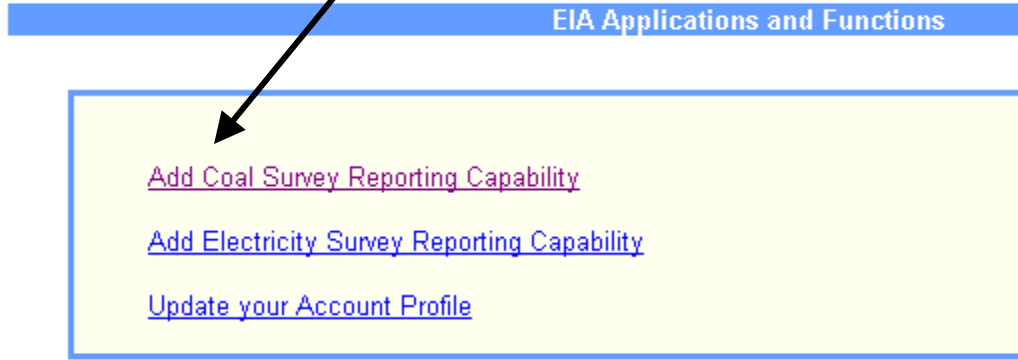 EIA Applications and Functions
Add Coal Survey Reporting Capability
Add Electricity Survey Reporting Capability
Update your Account Profile